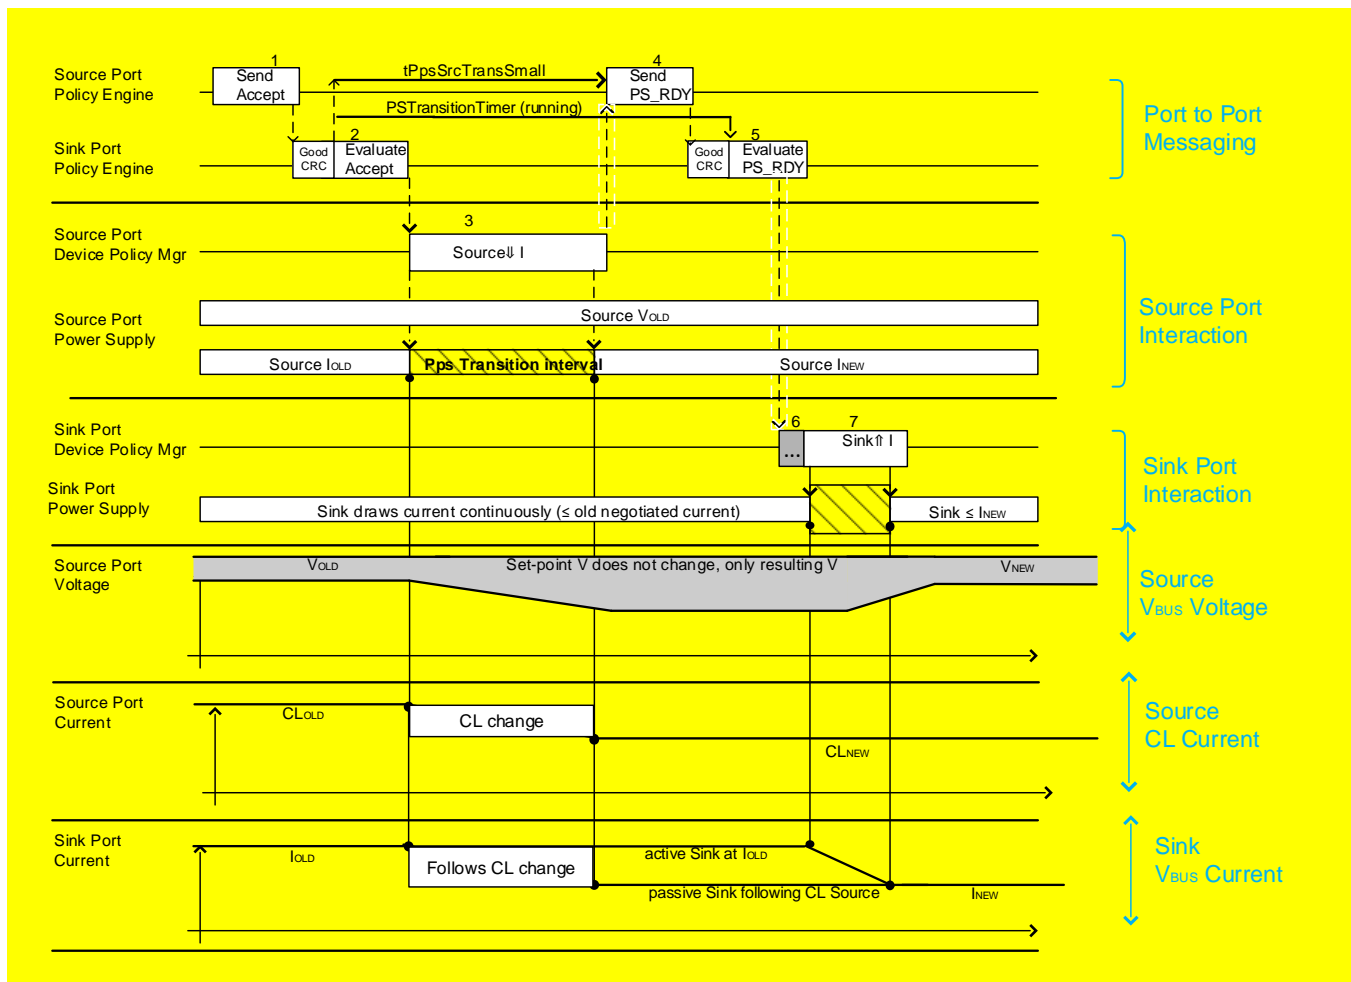 1
4
Source Port
Policy Engine
Send
Accept
tPpsSrcTransSmall
Send
PS_RDY
PSTransitionTimer (running)
Port to Port
Messaging
2
5
Sink Port
Policy Engine
Good
CRC
Evaluate
Accept
Good
CRC
Evaluate
PS_RDY
3
Source Port
Device Policy Mgr
Source⇓ I
Source Port
Power Supply
Source VOLD
Source Port
Interaction
Source IOLD
Pps Transition interval
Source INEW
Sink Port
Device Policy Mgr
6
7
...
Sink⇑ I
Sink Port
Interaction
Sink Port
Power Supply
Sink draws current continuously (≤ old negotiated current)
Sink ≤ INEW
Source Port
Voltage
VOLD
Set-point V does not change, only resulting V
VNEW
Source
VBUS Voltage
Source Port
Current
CLOLD
CL change
CLNEW
Source
CL Current
Sink Port
Current
IOLD
Follows CL change
active Sink at IOLD
passive Sink following CL Source
INEW
Sink
VBUS Current